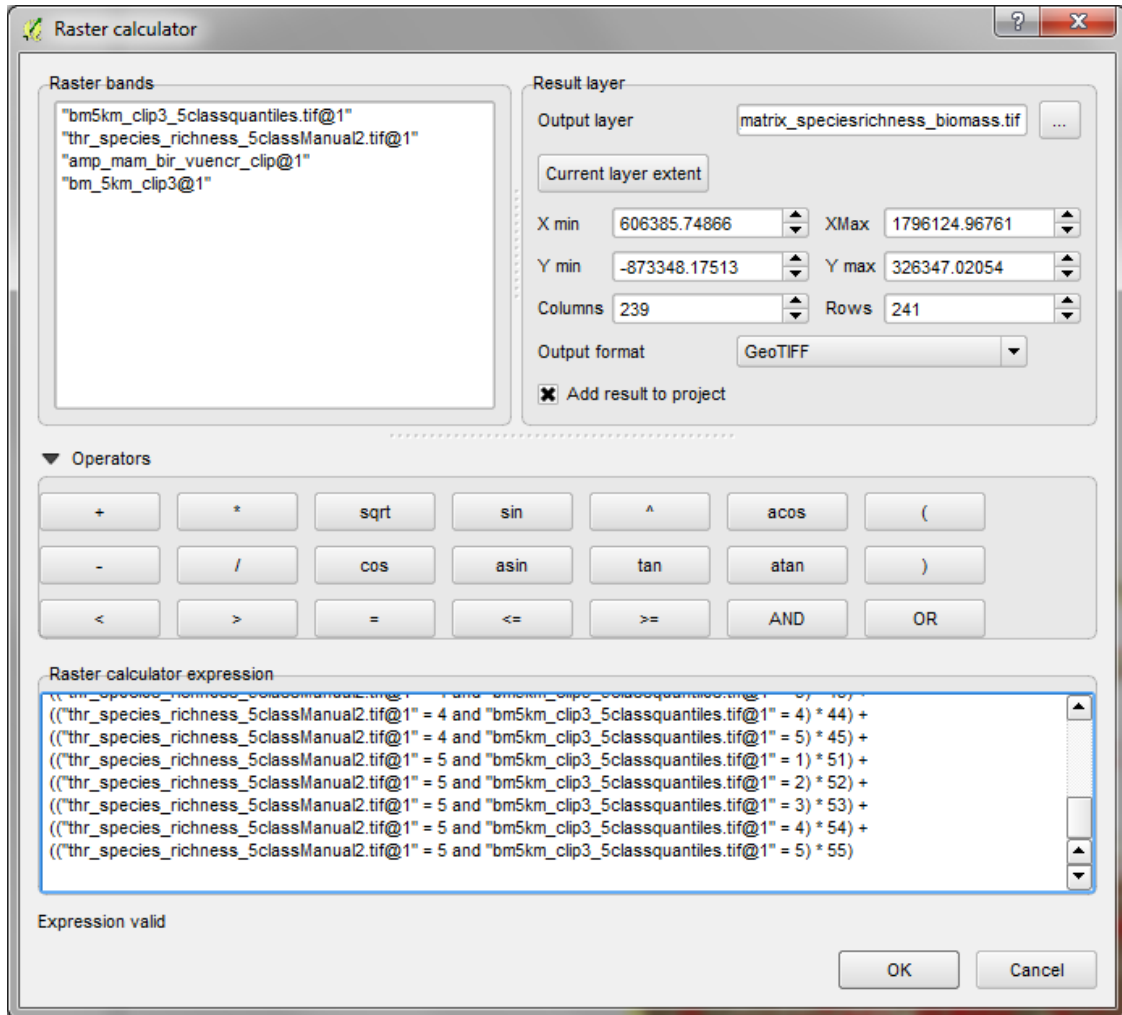 Raster calculator
Raster bands
"bm5km_clip3_5classquantiles.tif@1"
"thr_species_richness_5classManual2.tif@1"
"amp_mam_bir_vuencr_clip@1"
"bm_5km_clip3@1"
Result layer
Output layer matrix_speciesrichness_biomass.tif ...
Current layer extent
X min 606385.74866 XMax 1796124.96761
Y min -873348.17513 Y max 326347.02054
Columns 239 Rows 241
Output format GeoTIFF
Add result to project
Operators
+ * sqrt sin ^ acos (
- / cos asin tan atan )
< > = <= >= AND OR
Raster calculator expression
(("thr_species_richness_5classManual2.tif@1" = 4 and "bm5km_clip3_5classquantiles.tif@1" = 4) * 44) +
(("thr_species_richness_5classManual2.tif@1" = 4 and "bm5km_clip3_5classquantiles.tif@1" = 5) * 45) +
(("thr_species_richness_5classManual2.tif@1" = 5 and "bm5km_clip3_5classquantiles.tif@1" = 1) * 51) +
(("thr_species_richness_5classManual2.tif@1" = 5 and "bm5km_clip3_5classquantiles.tif@1" = 2) * 52) +
(("thr_species_richness_5classManual2.tif@1" = 5 and "bm5km_clip3_5classquantiles.tif@1" = 3) * 53) +
(("thr_species_richness_5classManual2.tif@1" = 5 and "bm5km_clip3_5classquantiles.tif@1" = 4) * 54) +
(("thr_species_richness_5classManual2.tif@1" = 5 and "bm5km_clip3_5classquantiles.tif@1" = 5) * 55)
Expression valid
OK Cancel